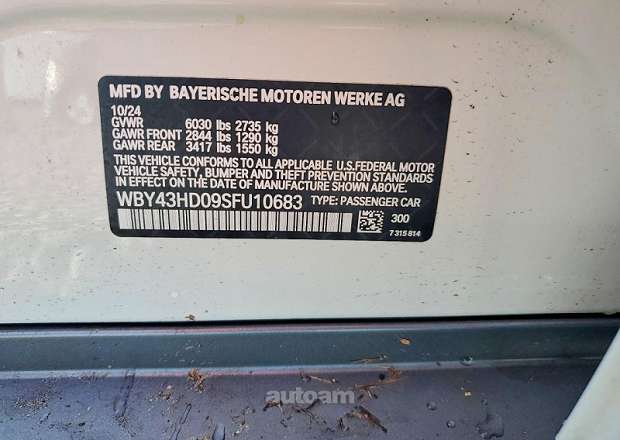 MFD BY BAYERISCHE MOTOREN WERKE AG
10/24
GVWR 6030 lbs 2735 kg
GAWR FRONT 2844 lbs 1290 kg
GAWR REAR 3417 lbs 1550 kg
THIS VEHICLE CONFORMS TO ALL APPLICABLE U.S.FEDERAL MOTOR
VEHICLE SAFETY, BUMPER, AND THEFT PREVENTION STANDARDS
IN EFFECT ON THE DATE OF MANUFACTURE SHOWN ABOVE.
WBY43HD09SFU10683 TYPE: PASSENGER CAR
300
7 315 814
autoam